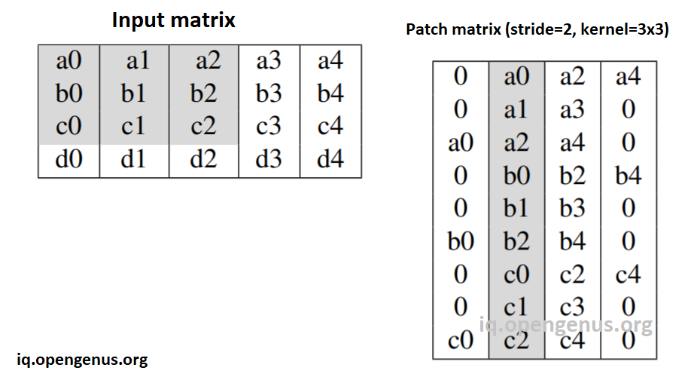 Input matrix
a0 a1 a2 a3 a4
b0 b1 b2 b3 b4
c0 c1 c2 c3 c4
d0 d1 d2 d3 d4
Patch matrix (stride=2, kernel=3x3)
0 a0 a2 a4
0 a1 a3 0
a0 a2 a4 0
0 b0 b2 b4
0 b1 b3 0
b0 b2 b4 0
0 c0 c2 c4
0 c1 c3 0
iq.opengenus.org
c0 c2 c4 0
iq.opengenus.org